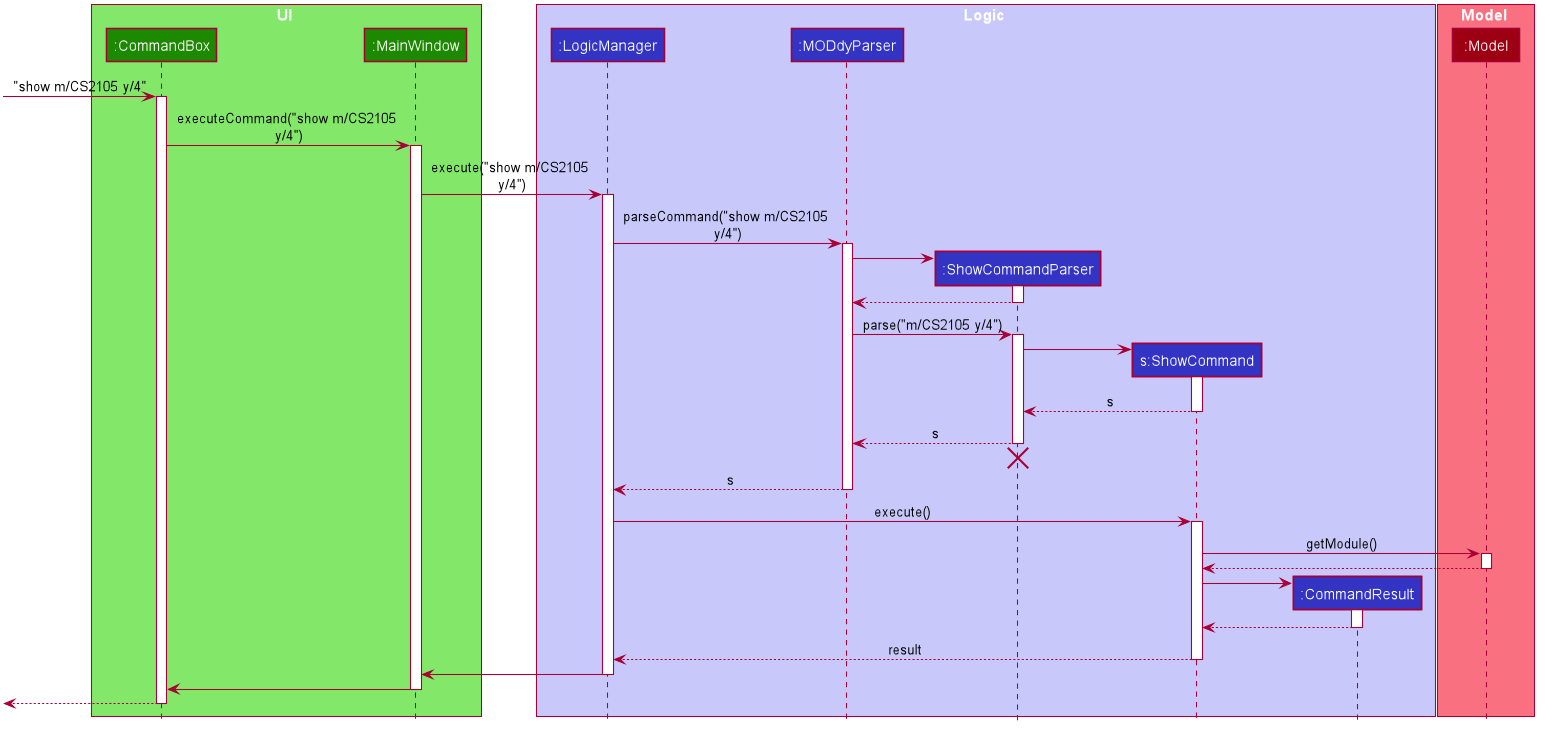 UI
Logic
Model
:CommandBox
:MainWindow
:LogicManager
:MODdyParser
:Model
"show m/CS2105 y/4"
executeCommand("show m/CS2105
y/4")
execute("show m/CS2105
y/4")
parseCommand("show m/CS2105
y/4")
:ShowCommandParser
parse("m/CS2105 y/4")
s:ShowCommand
s
s
s
execute()
getModule()
:CommandResult
result